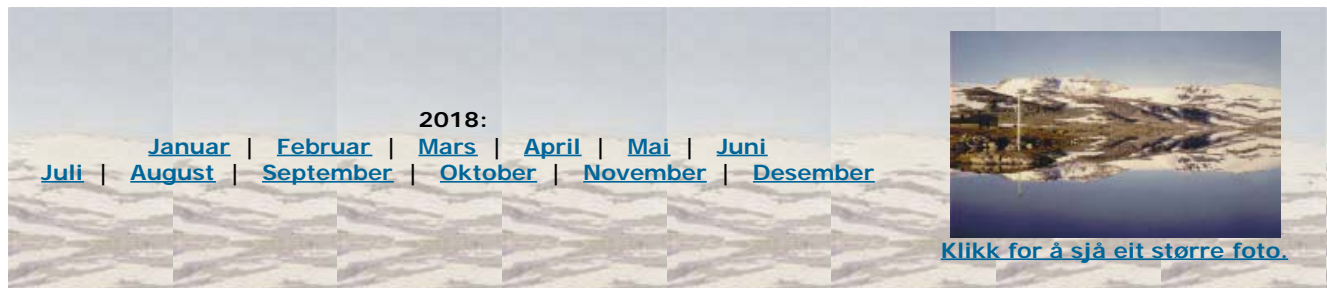 2018:
Januar | Februar | Mars | April | Mai | Juni
Juli | August | September | Oktober | November | Desember
Klikk for å sjå eit større foto.